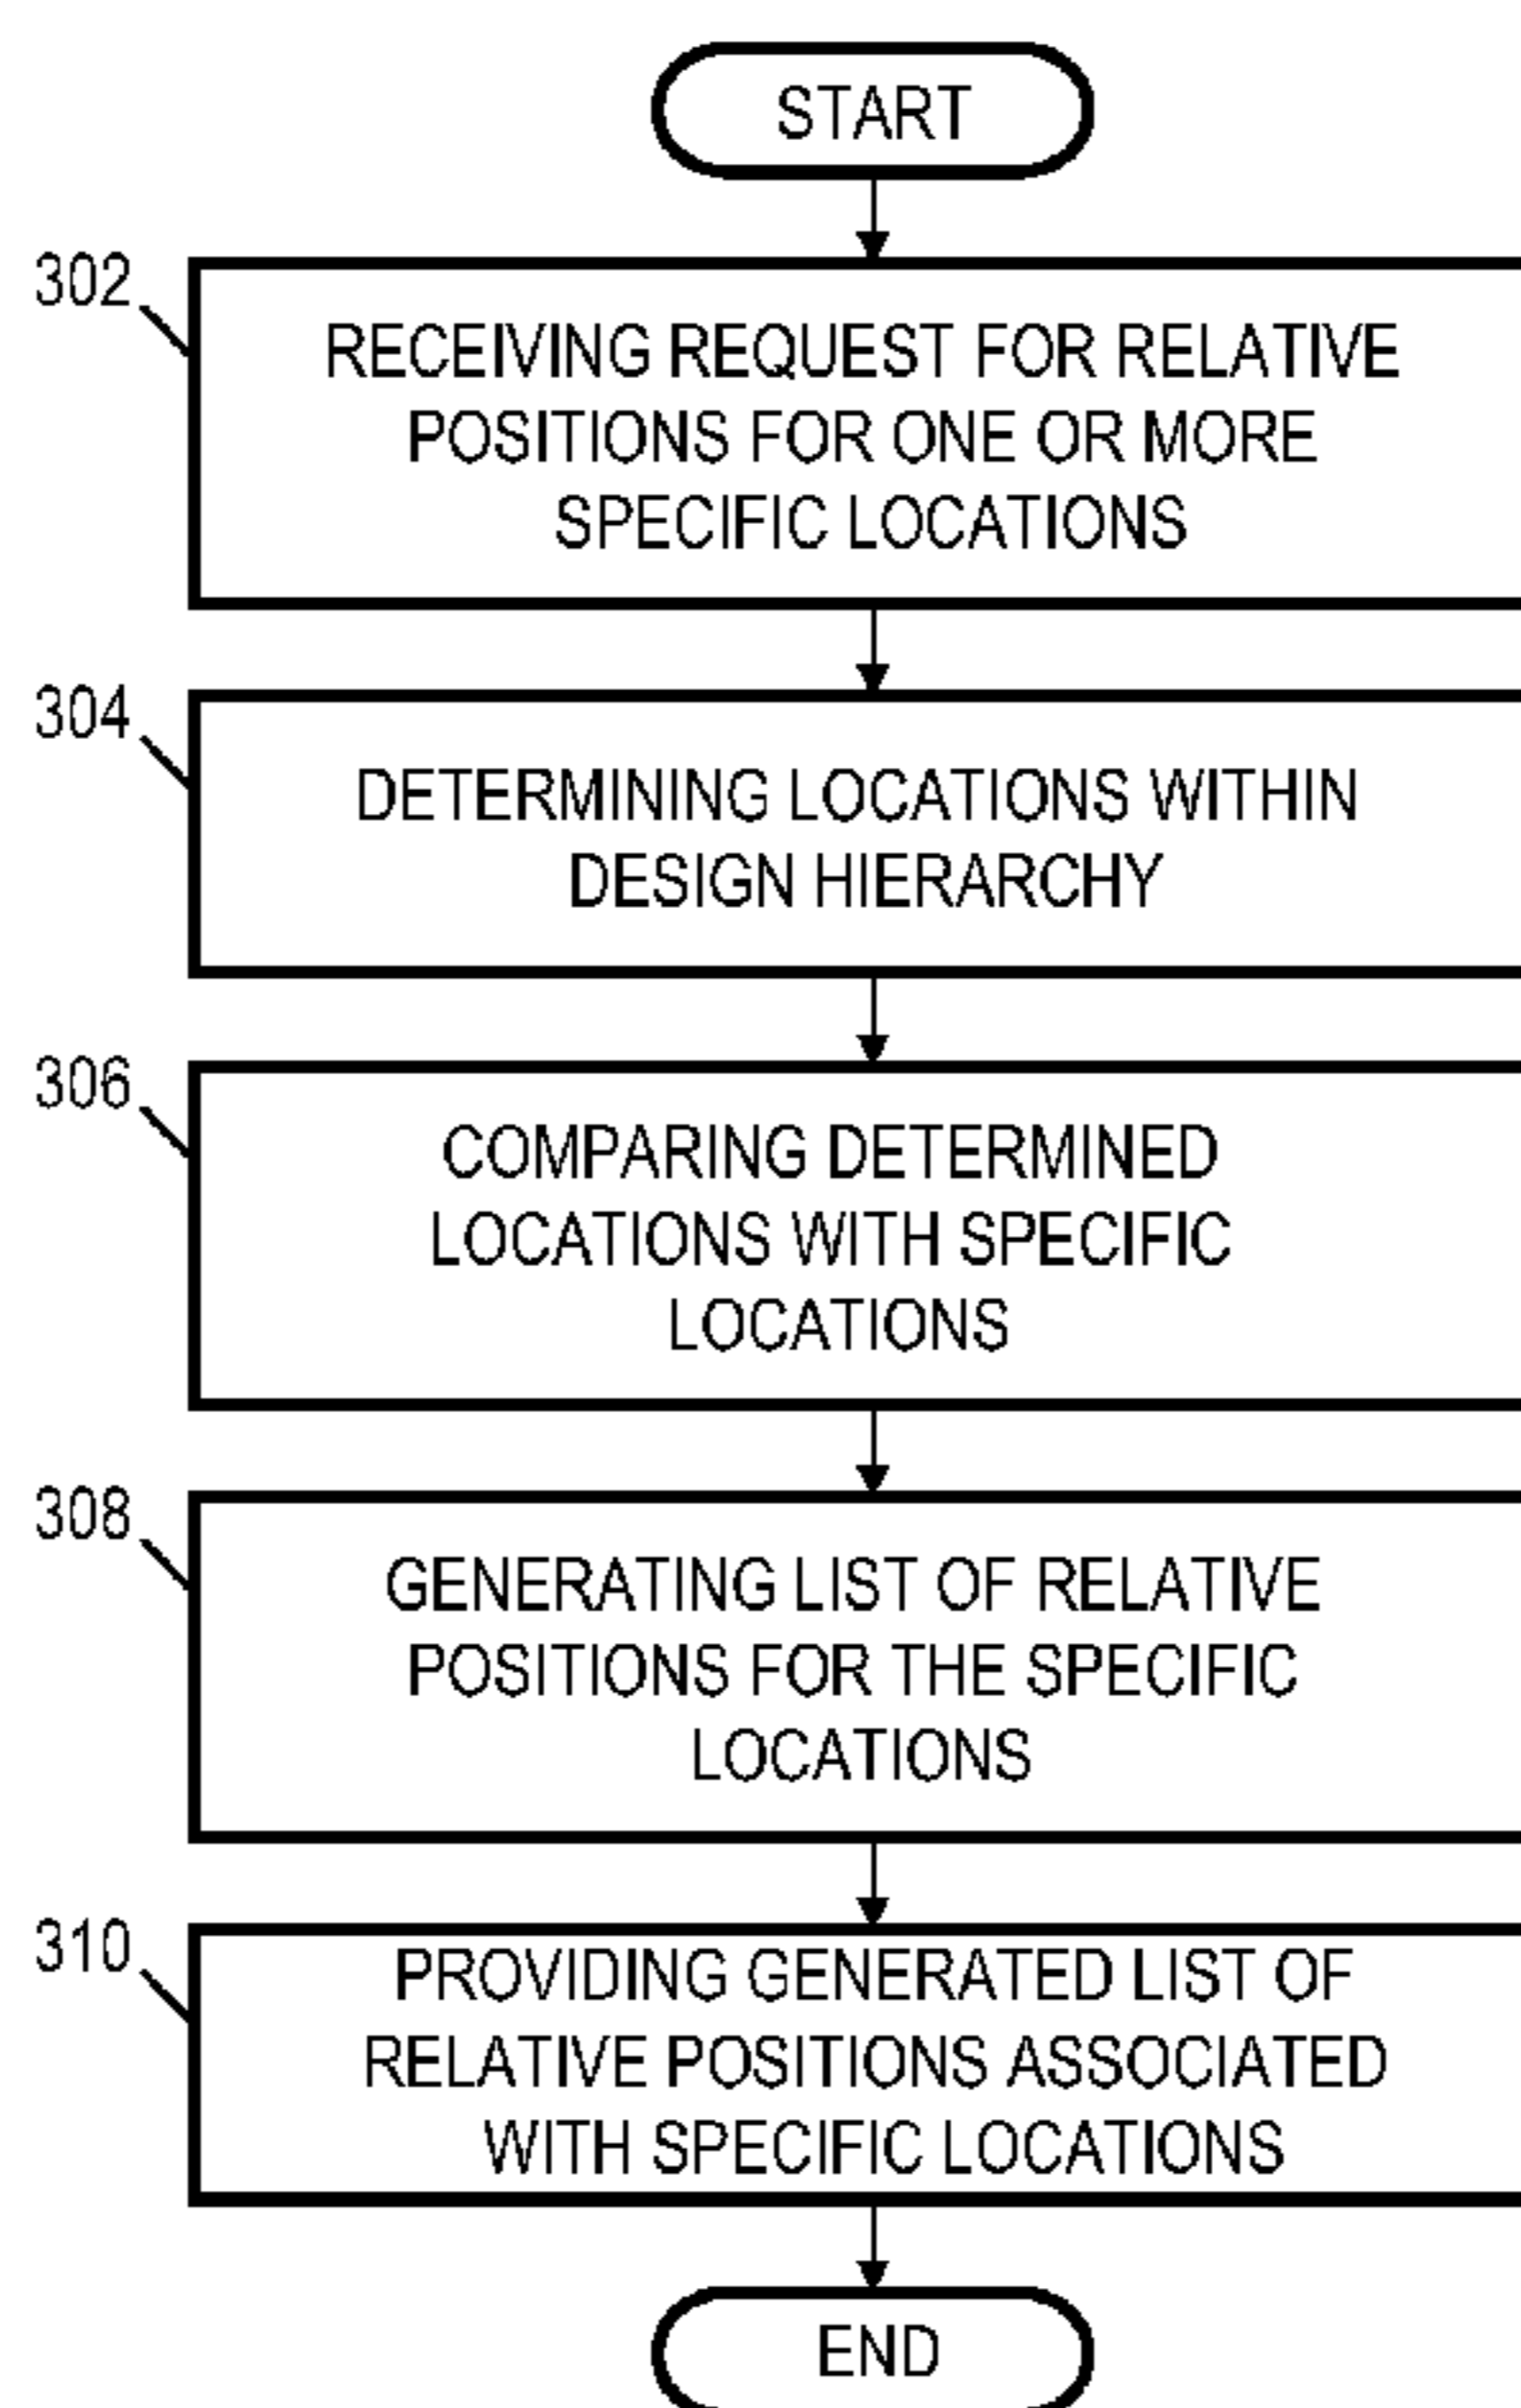 START
302
RECEIVING REQUEST FOR RELATIVE
POSITIONS FOR ONE OR MORE
SPECIFIC LOCATIONS
304
DETERMINING LOCATIONS WITHIN
DESIGN HIERARCHY
306
COMPARING DETERMINED
LOCATIONS WITH SPECIFIC
LOCATIONS
308
GENERATING LIST OF RELATIVE
POSITIONS FOR THE SPECIFIC
LOCATIONS
310
PROVIDING GENERATED LIST OF
RELATIVE POSITIONS ASSOCIATED
WITH SPECIFIC LOCATIONS
END